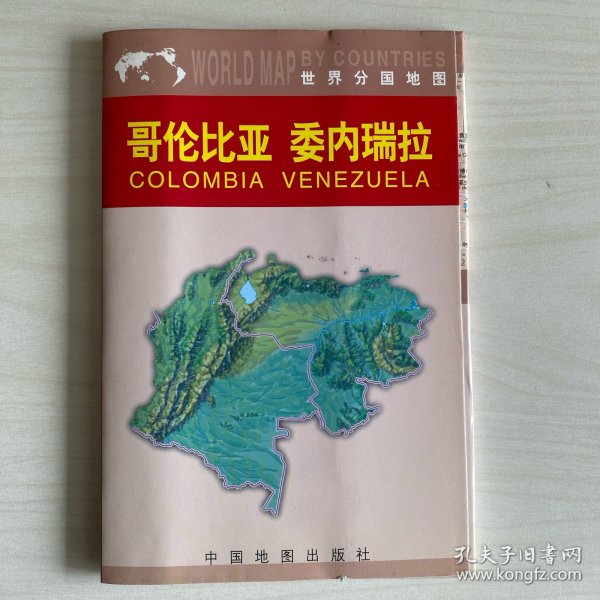 WORLD MAP BY COUNTRIES
世界分国地图
哥伦比亚 委内瑞拉
COLOMBIA VENEZUELA
中国地图出版社
孔夫子旧书网
www.kongfz.com